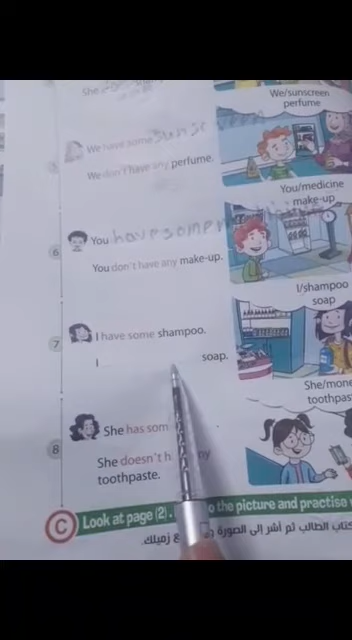 She
We/sunscreen
perfume
We have some
5
We don't have any perfume.
You/medicine
make-up
You have some
6
You don't have any make-up.
I/shampoo
soap
7
I have some shampoo.
I soap.
She/mone
toothpas
She has som
8
She doesn't h ny
toothpaste.
C Look at page (2). o the picture and practise
كتاب الطالب ثم أشر إلى الصورة
ع زميلك.